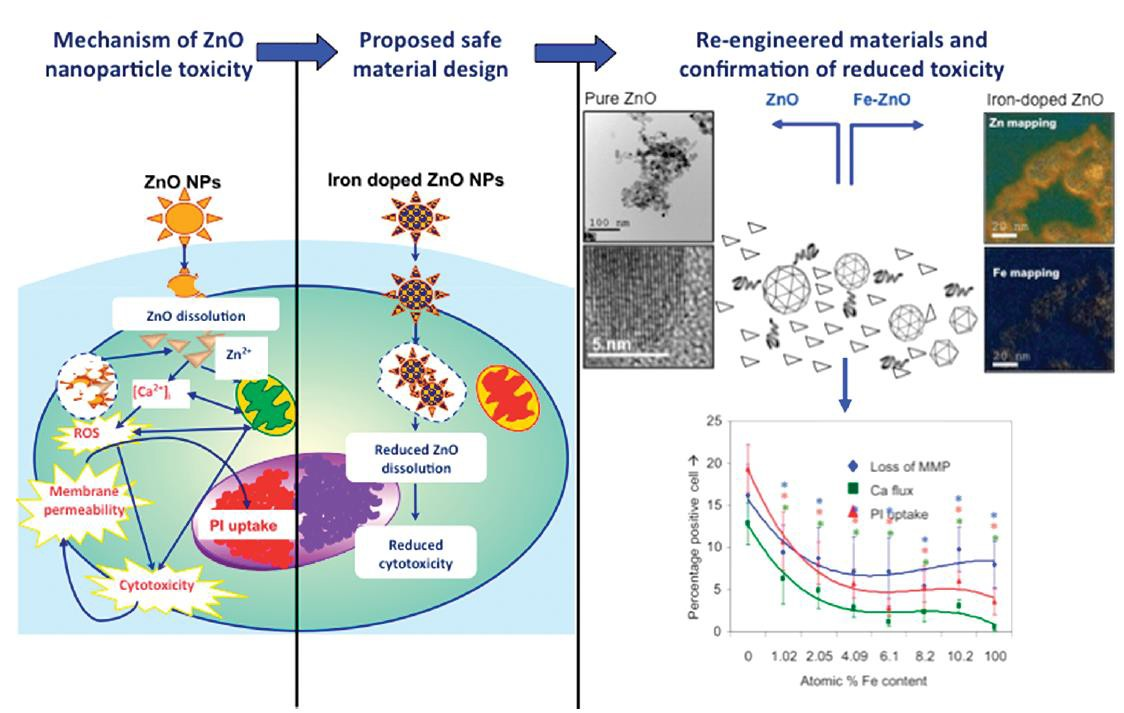 Mechanism of ZnO
nanoparticle toxicity
Proposed safe
material design
Re-engineered materials and
confirmation of reduced toxicity
ZnO NPs
ZnO dissolution
Zn²⁺
[Ca²⁺]ᵢ
ROS
Membrane
permeability
PI uptake
Cytotoxicity
Iron doped ZnO NPs
Reduced ZnO
dissolution
Reduced
cytotoxicity
Pure ZnO
100 nm
5 nm
ZnO
Fe-ZnO
Iron-doped ZnO
Zn mapping
20 nm
Fe mapping
20 nm
Percentage positive cell →
25
20
15
10
5
0
Loss of MMP
Ca flux
PI uptake
0 1.02 2.05 4.09 6.1 8.2 10.2 100
Atomic % Fe content